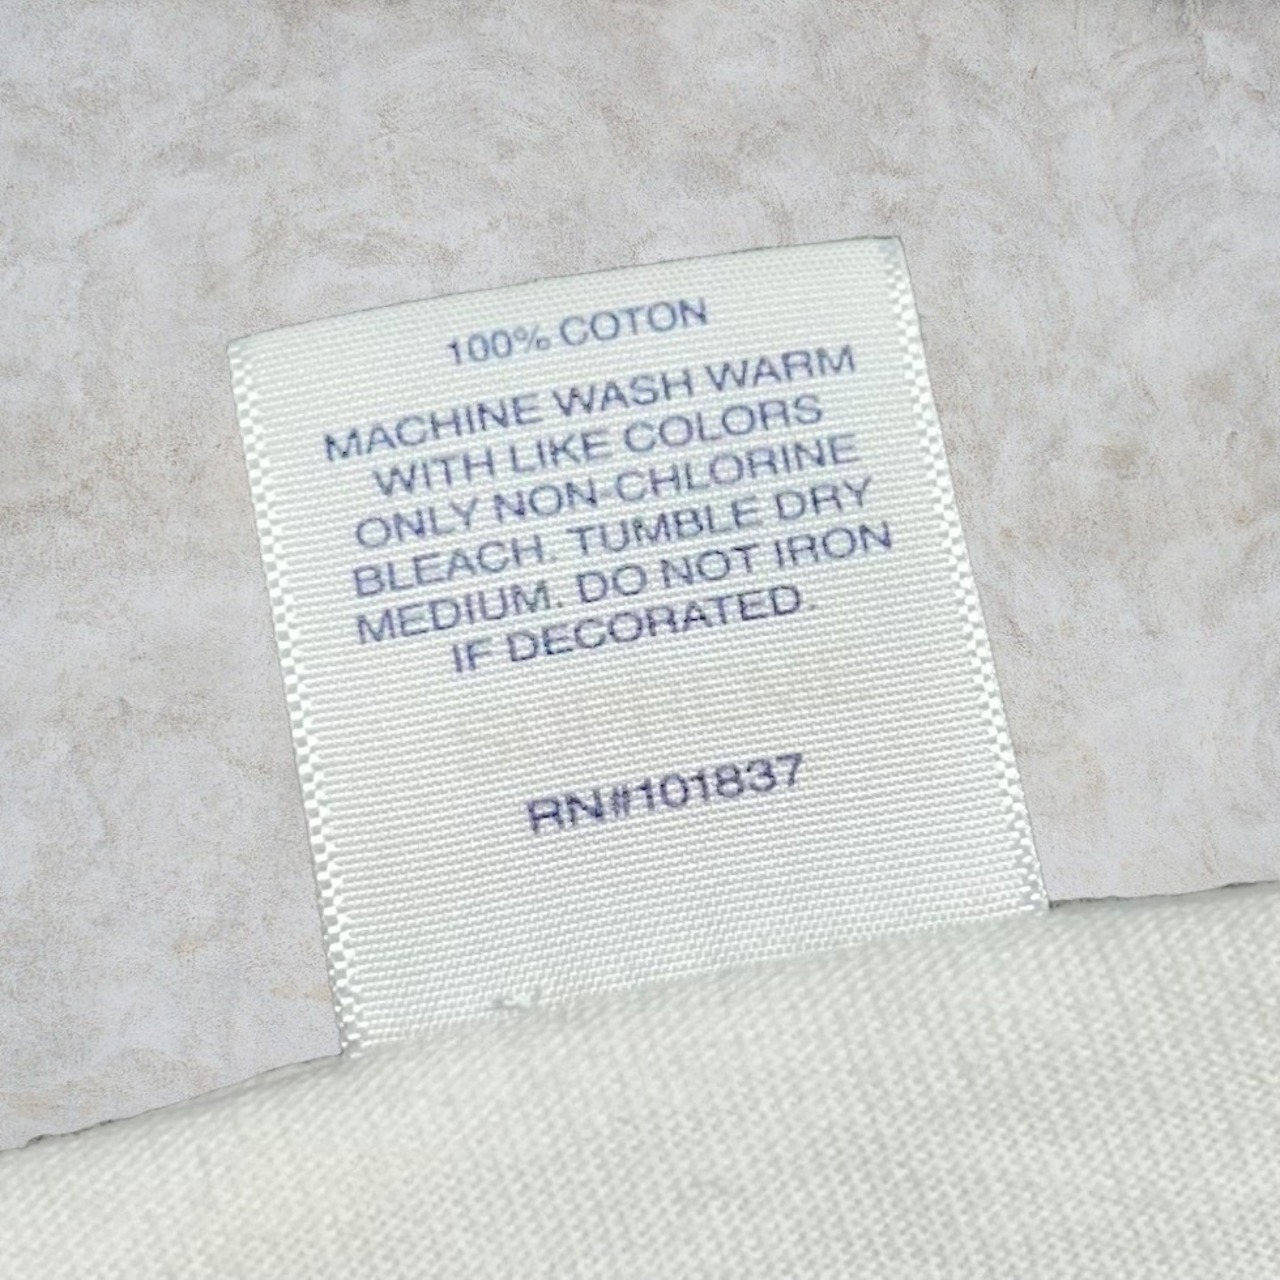 100% COTON
MACHINE WASH WARM
WITH LIKE COLORS
ONLY NON-CHLORINE
BLEACH. TUMBLE DRY
MEDIUM. DO NOT IRON
IF DECORATED.
RN#101837